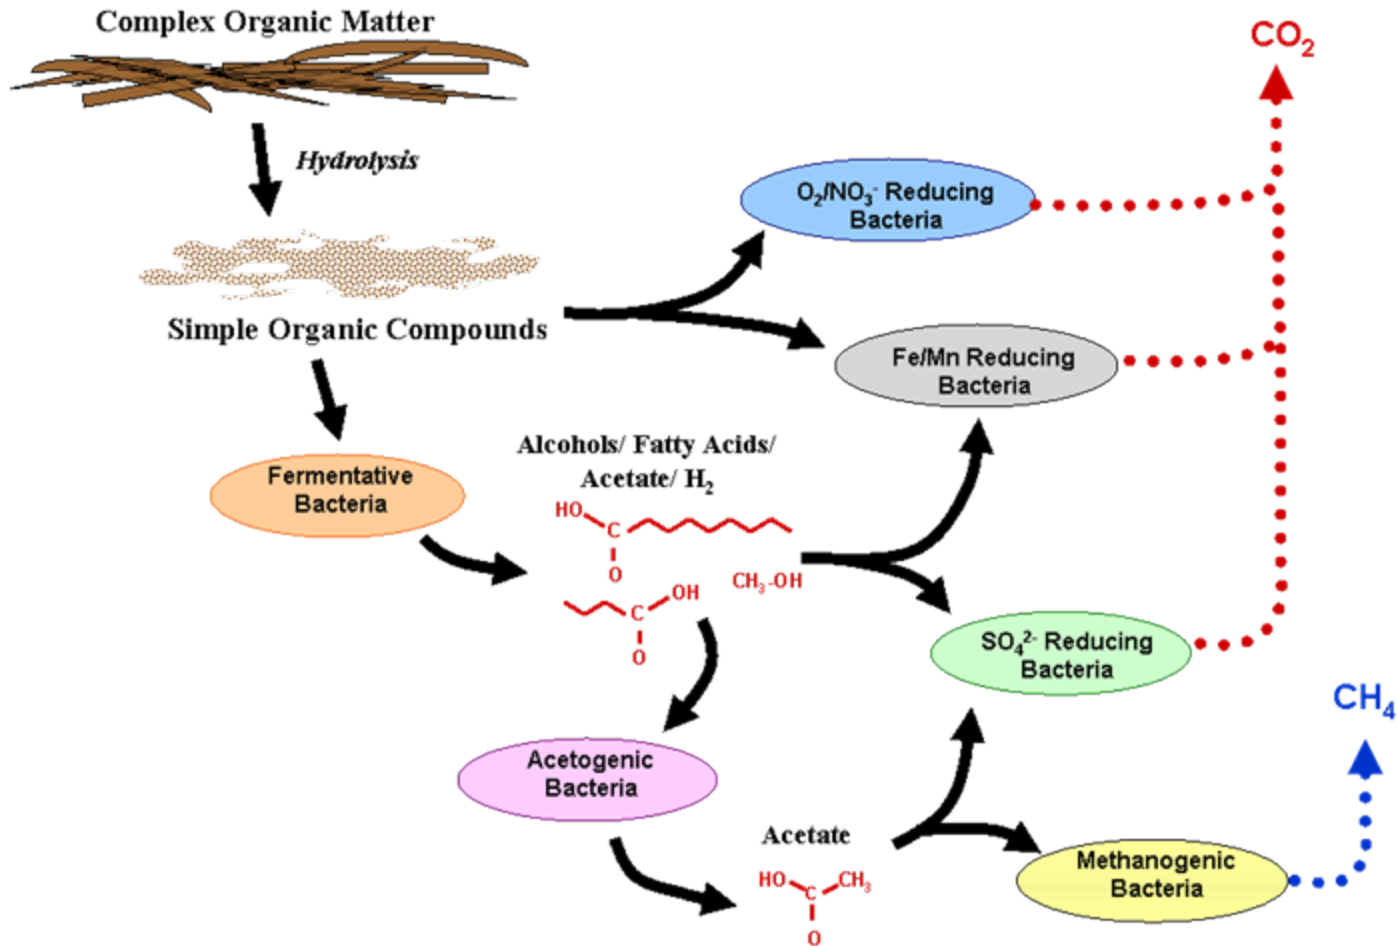 Complex Organic Matter
CO₂
Hydrolysis
O₂/NO₃⁻ Reducing
Bacteria
Simple Organic Compounds
Fe/Mn Reducing
Bacteria
Alcohols/ Fatty Acids/
Acetate/ H₂
Fermentative
Bacteria
HO
C
O
CH₃-OH
OH
C
O
SO₄²⁻ Reducing
Bacteria
CH₄
Acetogenic
Bacteria
Acetate
HO
C
CH₃
O
Methanogenic
Bacteria